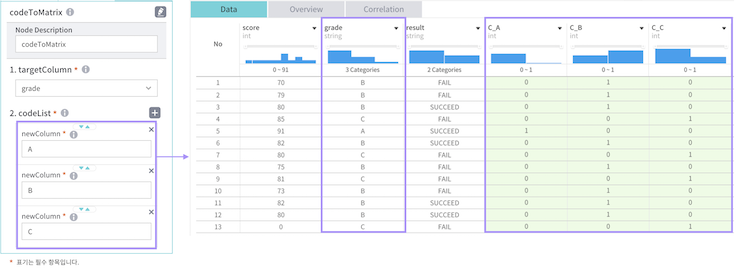 codeToMatrix
Node Description
codeToMatrix
1. targetColumn *
grade
2. codeList *
newColumn *
A
newColumn *
B
newColumn *
C
* 표기는 필수 항목입니다.
Data Overview Correlation
No score int grade string result string C_A int C_B int C_C int
0 ~ 91 3 Categories 2 Categories 0 ~ 1 0 ~ 1 0 ~ 1
1 70 B FAIL 0 1 0
2 79 B FAIL 0 1 0
3 80 B SUCCEED 0 1 0
4 85 C FAIL 0 0 1
5 91 A SUCCEED 1 0 0
6 82 B SUCCEED 0 1 0
7 80 C FAIL 0 0 1
8 75 B FAIL 0 1 0
9 81 C FAIL 0 0 1
10 73 B FAIL 0 1 0
11 82 B SUCCEED 0 1 0
12 80 B SUCCEED 0 1 0
13 0 C FAIL 0 0 1